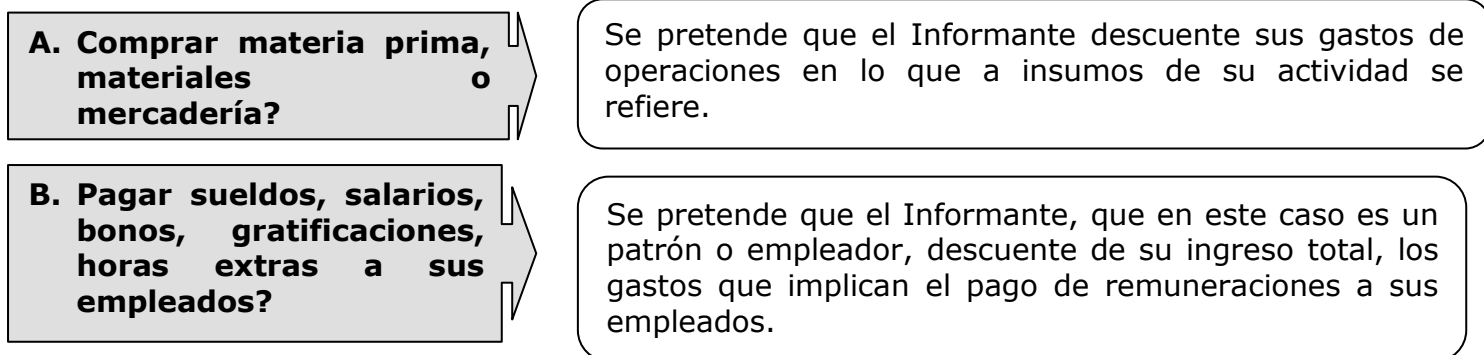 A. Comprar materia prima,
materiales o
mercadería?
Se pretende que el Informante descuente sus gastos de
operaciones en lo que a insumos de su actividad se
refiere.
B. Pagar sueldos, salarios,
bonos, gratificaciones,
horas extras a sus
empleados?
Se pretende que el Informante, que en este caso es un
patrón o empleador, descuente de su ingreso total, los
gastos que implican el pago de remuneraciones a sus
empleados.